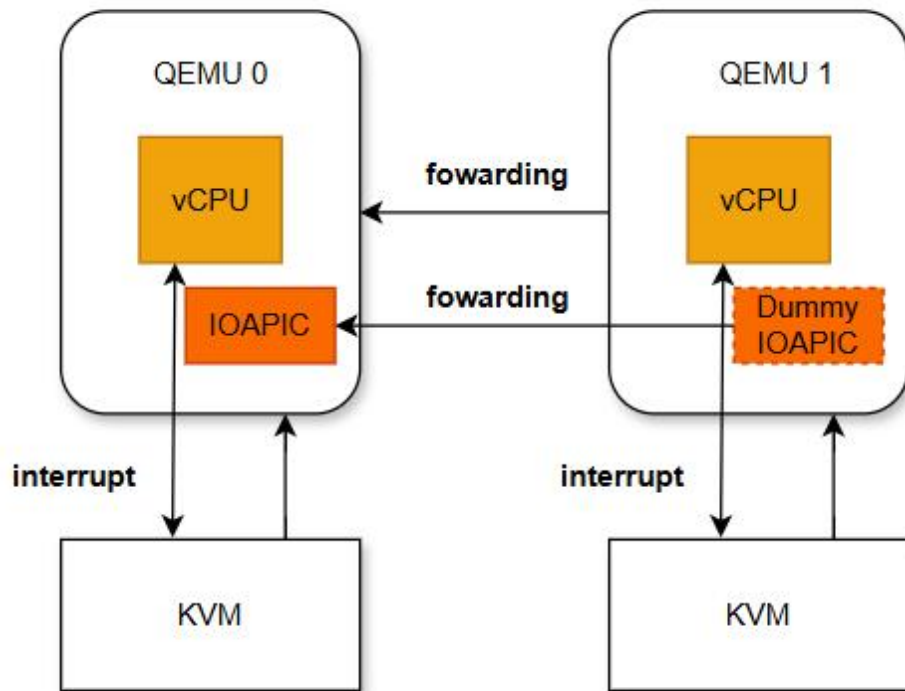 QEMU 0
QEMU 1
vCPU
fowarding
vCPU
IOAPIC
fowarding
Dummy
IOAPIC
interrupt
interrupt
KVM
KVM